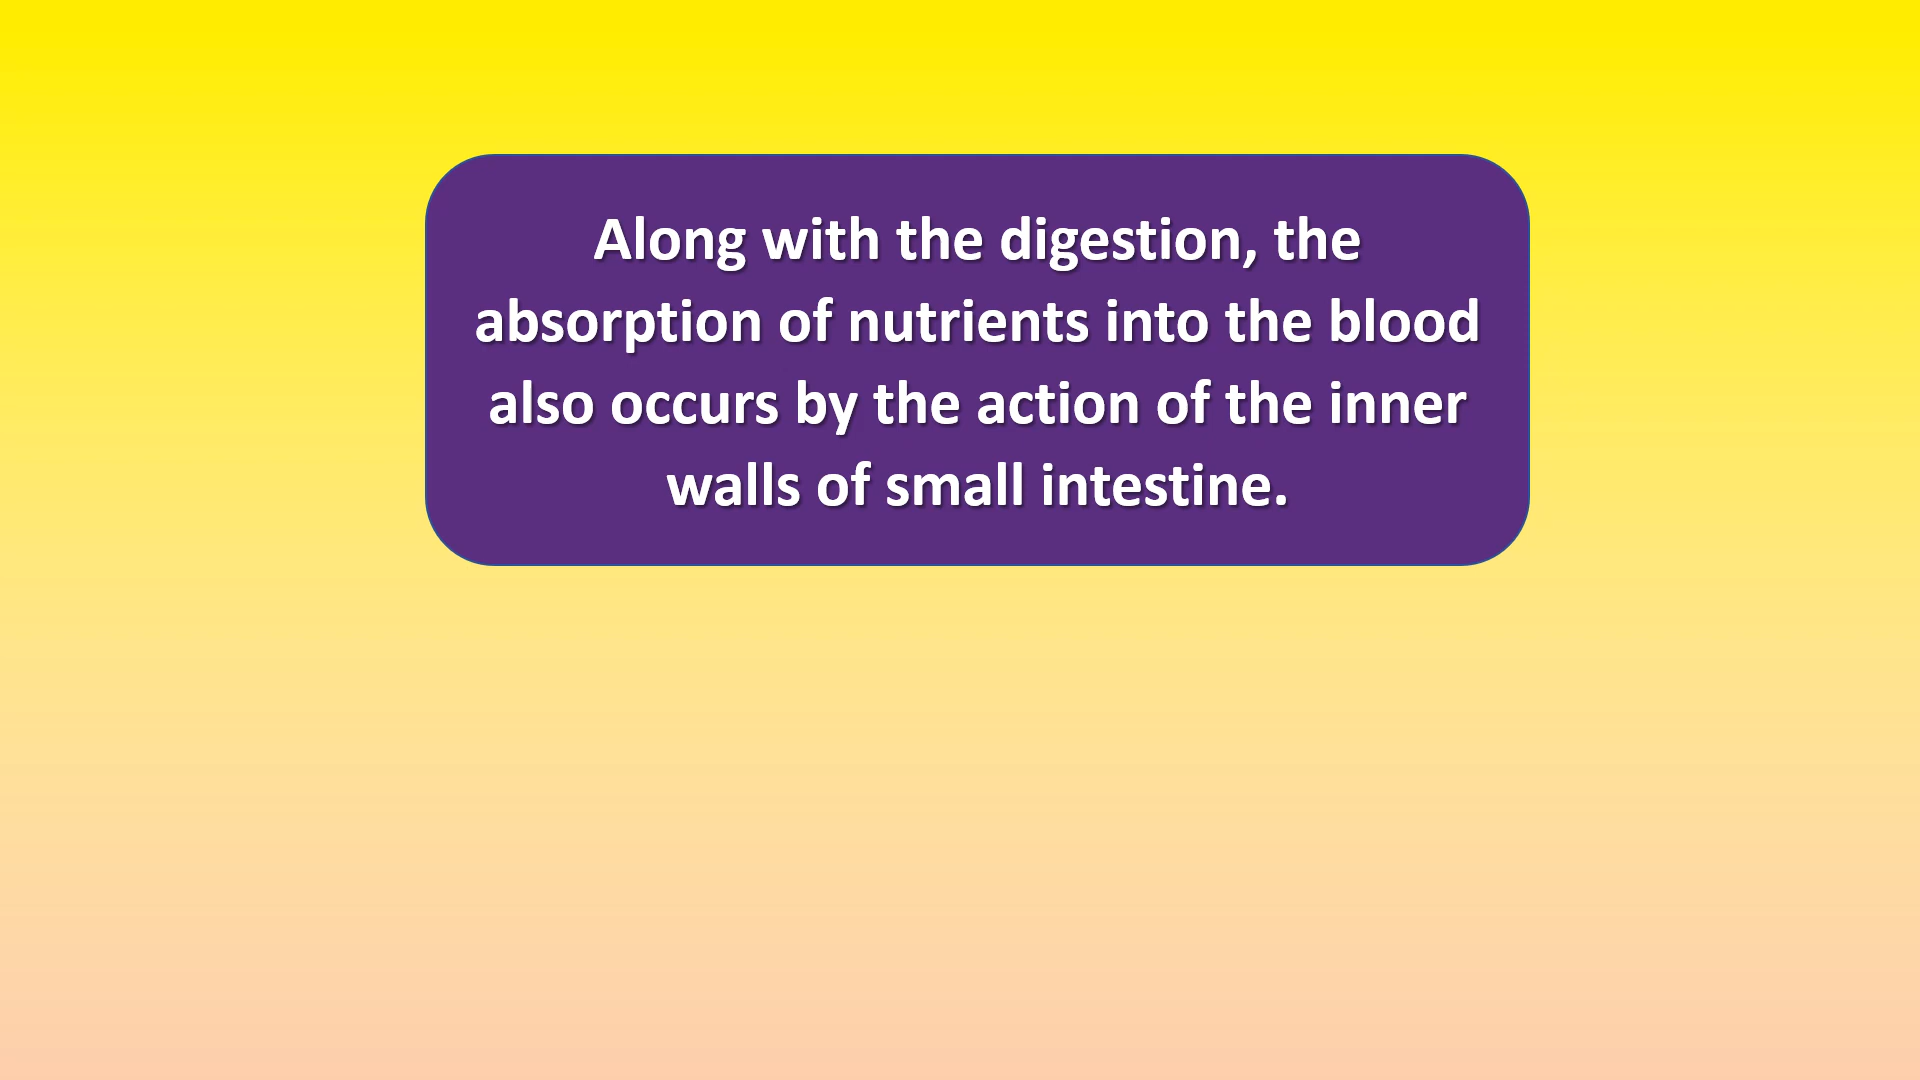 Along with the digestion, the
absorption of nutrients into the blood
also occurs by the action of the inner
walls of small intestine.